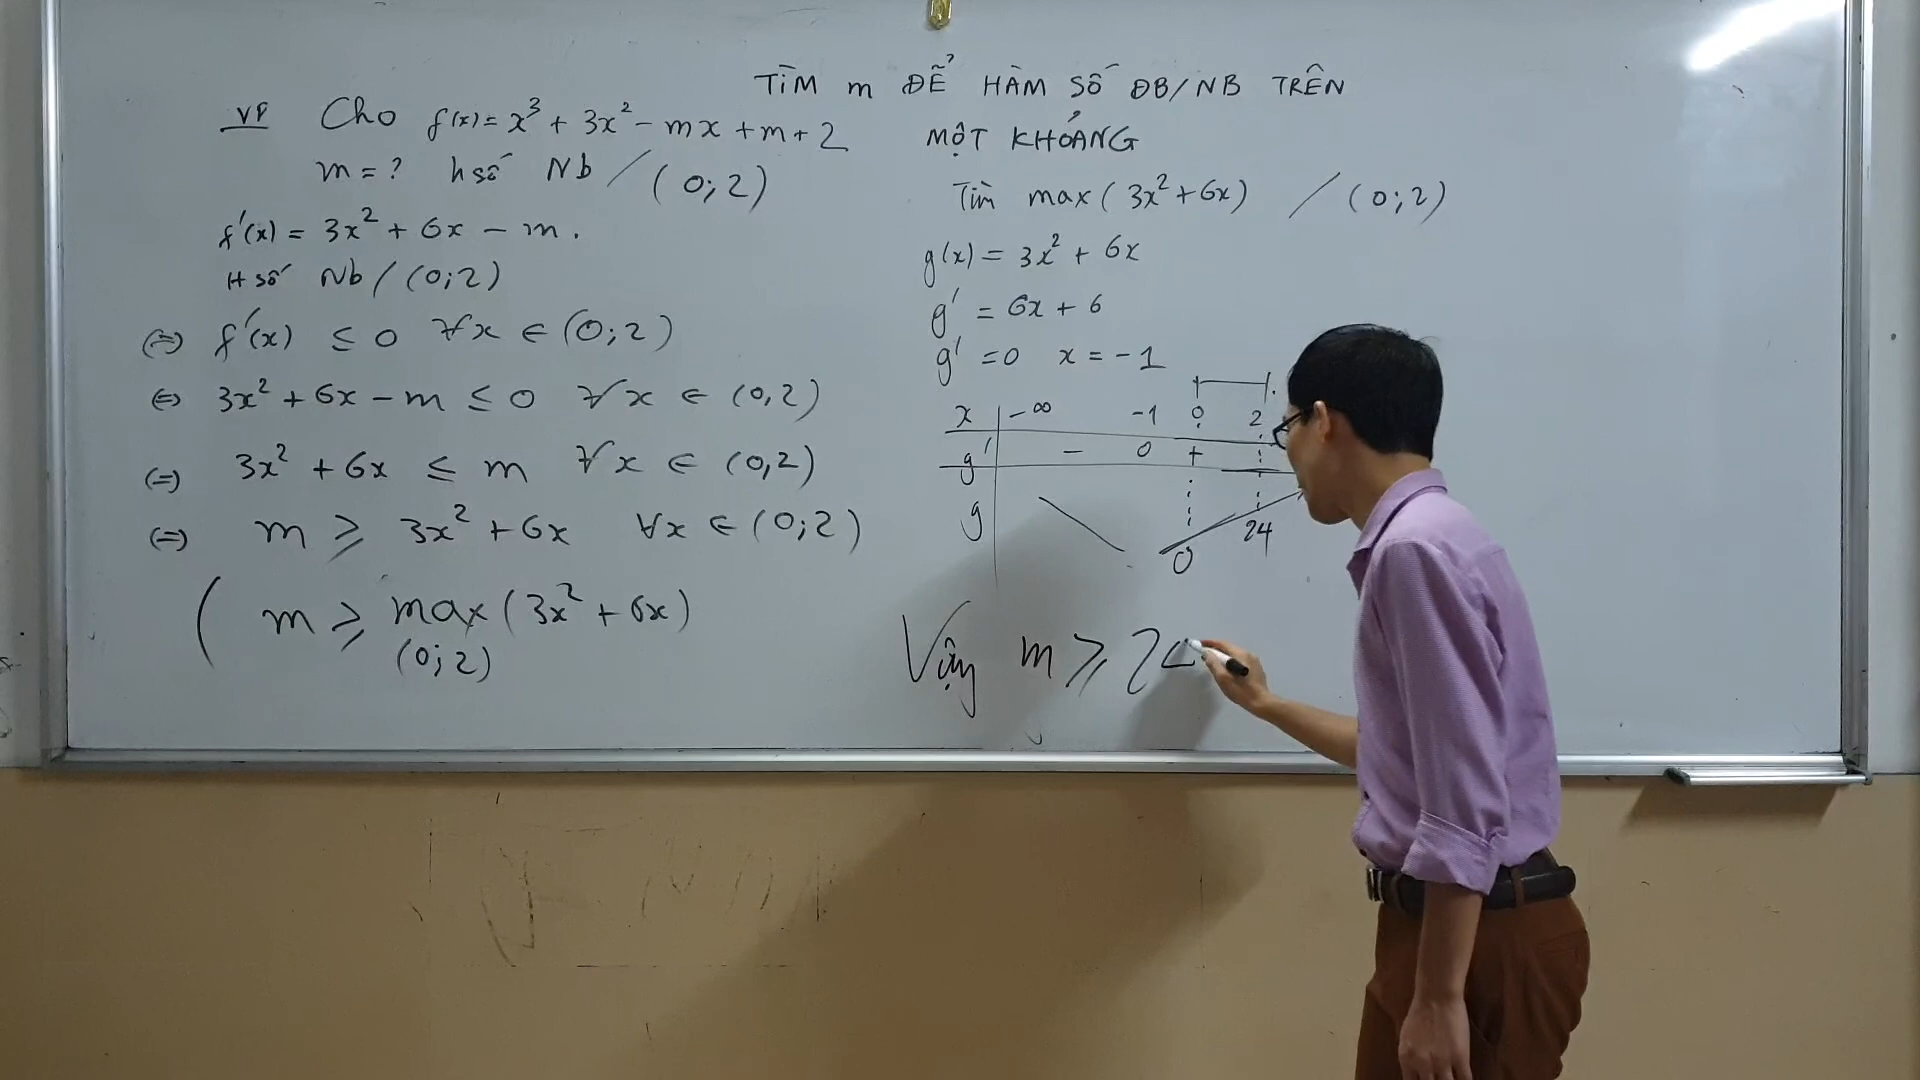 TÌM m ĐỂ HÀM SỐ ĐB/NB TRÊN
MỘT KHOẢNG
VD Cho f(x) = x³ + 3x² - mx + m + 2
m = ? h số Nb / (0;2)
f'(x) = 3x² + 6x - m.
H số Nb / (0;2)
(=) f'(x) ≤ 0 ∀x ∈ (0;2)
(=) 3x² + 6x - m ≤ 0 ∀x ∈ (0,2)
(=) 3x² + 6x ≤ m ∀x ∈ (0,2)
(=) m ⩾ 3x² + 6x ∀x ∈ (0;2)
( m ⩾ max (3x² + 6x)
(0;2)
Tìm max (3x² + 6x) / (0;2)
g(x) = 3x² + 6x
g' = 6x + 6
g' = 0 x = -1
x -∞ -1 0 2
g' - 0 +
g 0 24
Vậy m ⩾ 24